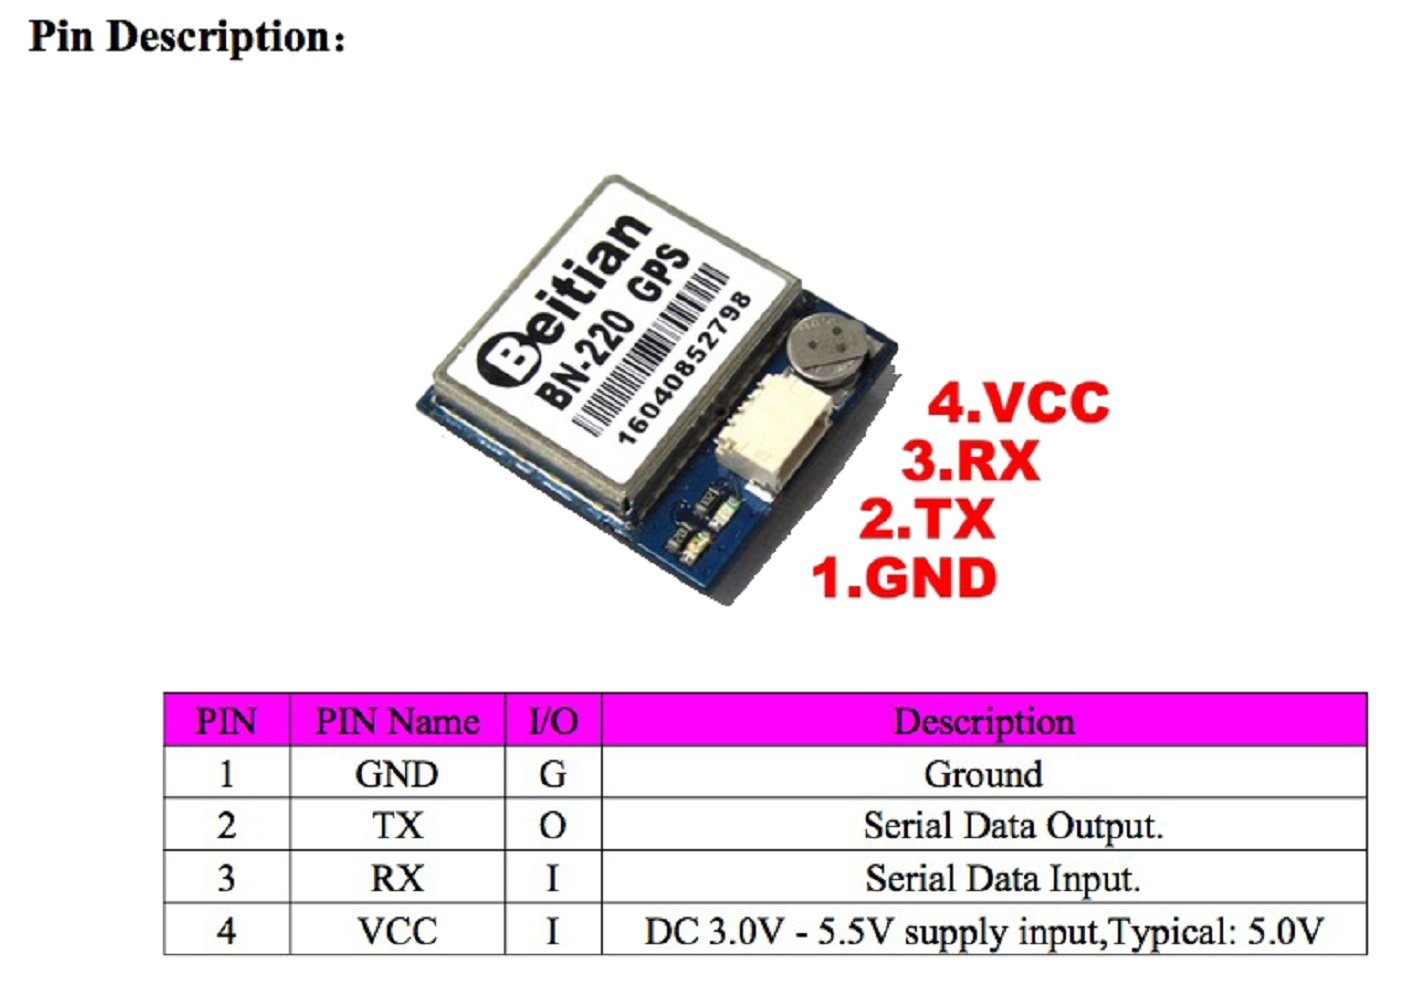 Pin Description:
Beitian
BN-220 GPS
16040852798
4.VCC
3.RX
2.TX
1.GND
PIN PIN Name I/O Description
1 GND G Ground
2 TX O Serial Data Output.
3 RX I Serial Data Input.
4 VCC I DC 3.0V - 5.5V supply input,Typical: 5.0V